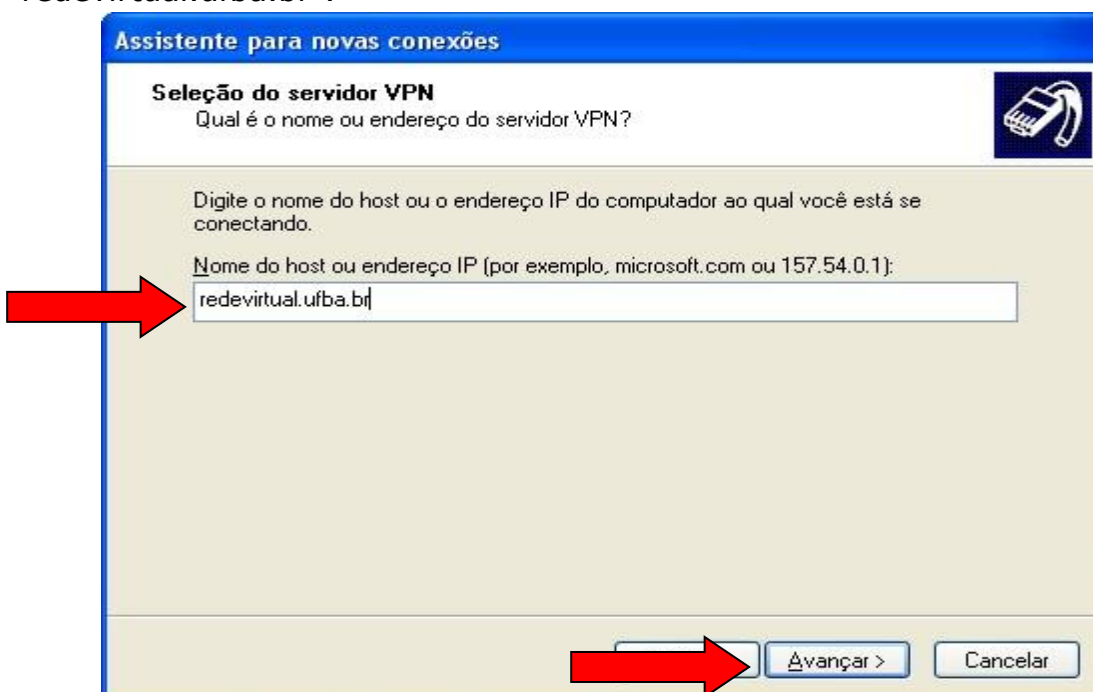 Assistente para novas conexões
Seleção do servidor VPN
Qual é o nome ou endereço do servidor VPN?
Digite o nome do host ou o endereço IP do computador ao qual você está se
conectando.
Nome do host ou endereço IP (por exemplo, microsoft.com ou 157.54.0.1):
redevirtual.ufba.br
Avançar >
Cancelar